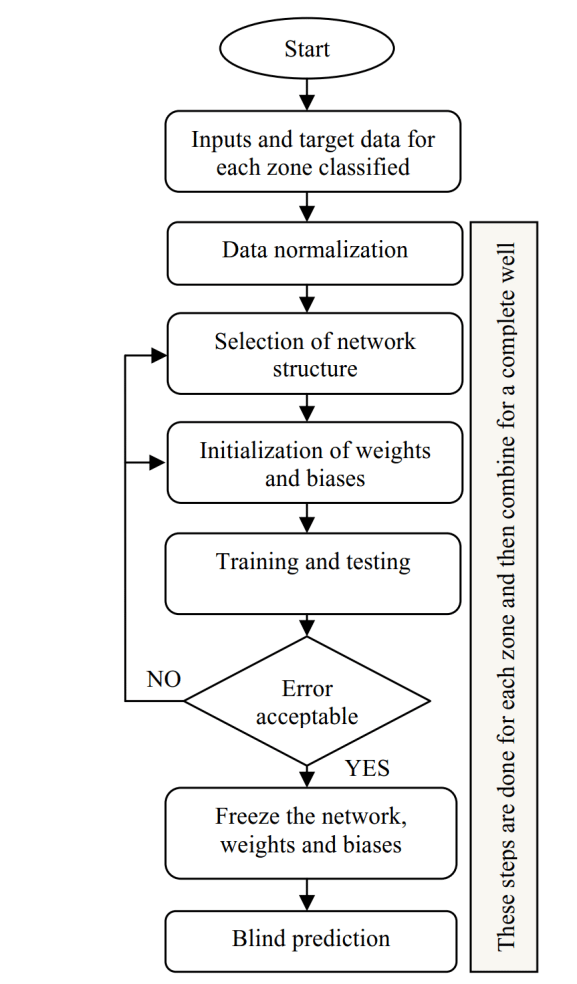 Start
Inputs and target data for
each zone classified
Data normalization
Selection of network
structure
Initialization of weights
and biases
Training and testing
Error
acceptable
NO
YES
Freeze the network,
weights and biases
Blind prediction
These steps are done for each zone and then combine for a complete well